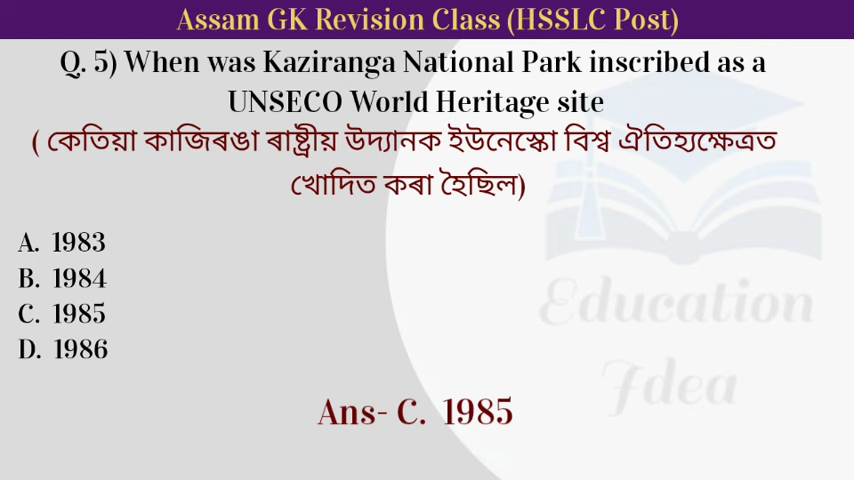 Assam GK Revision Class (HSSLC Post)
Q. 5) When was Kaziranga National Park inscribed as a
UNSECO World Heritage site
( কেতিয়া কাজিৰঙা ৰাষ্ট্ৰীয় উদ্যানক ইউনেস্কো বিশ্ব ঐতিহ্যক্ষেত্ৰত
খোদিত কৰা হৈছিল)
A. 1983
B. 1984
C. 1985
D. 1986
Education
Idea
Ans- C. 1985